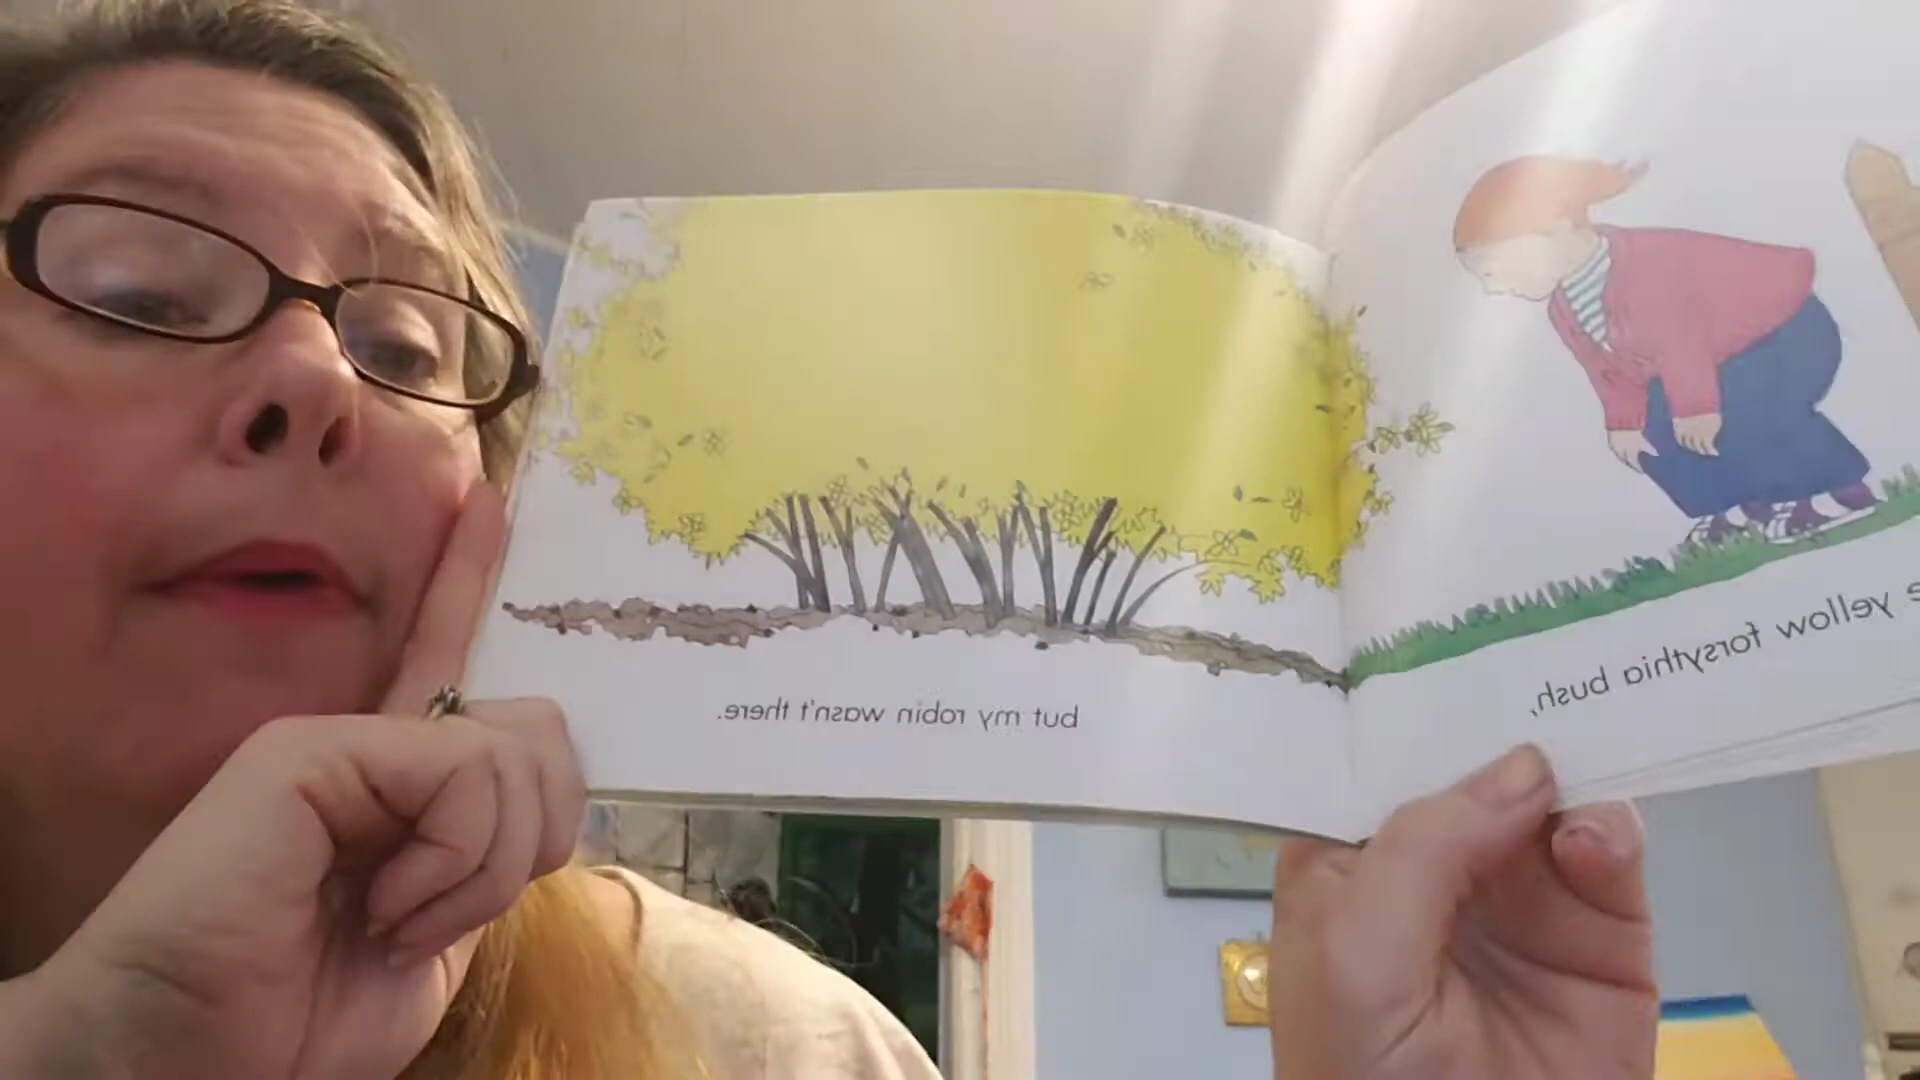 yellow forsythia bush,
but my robin wasn't there.